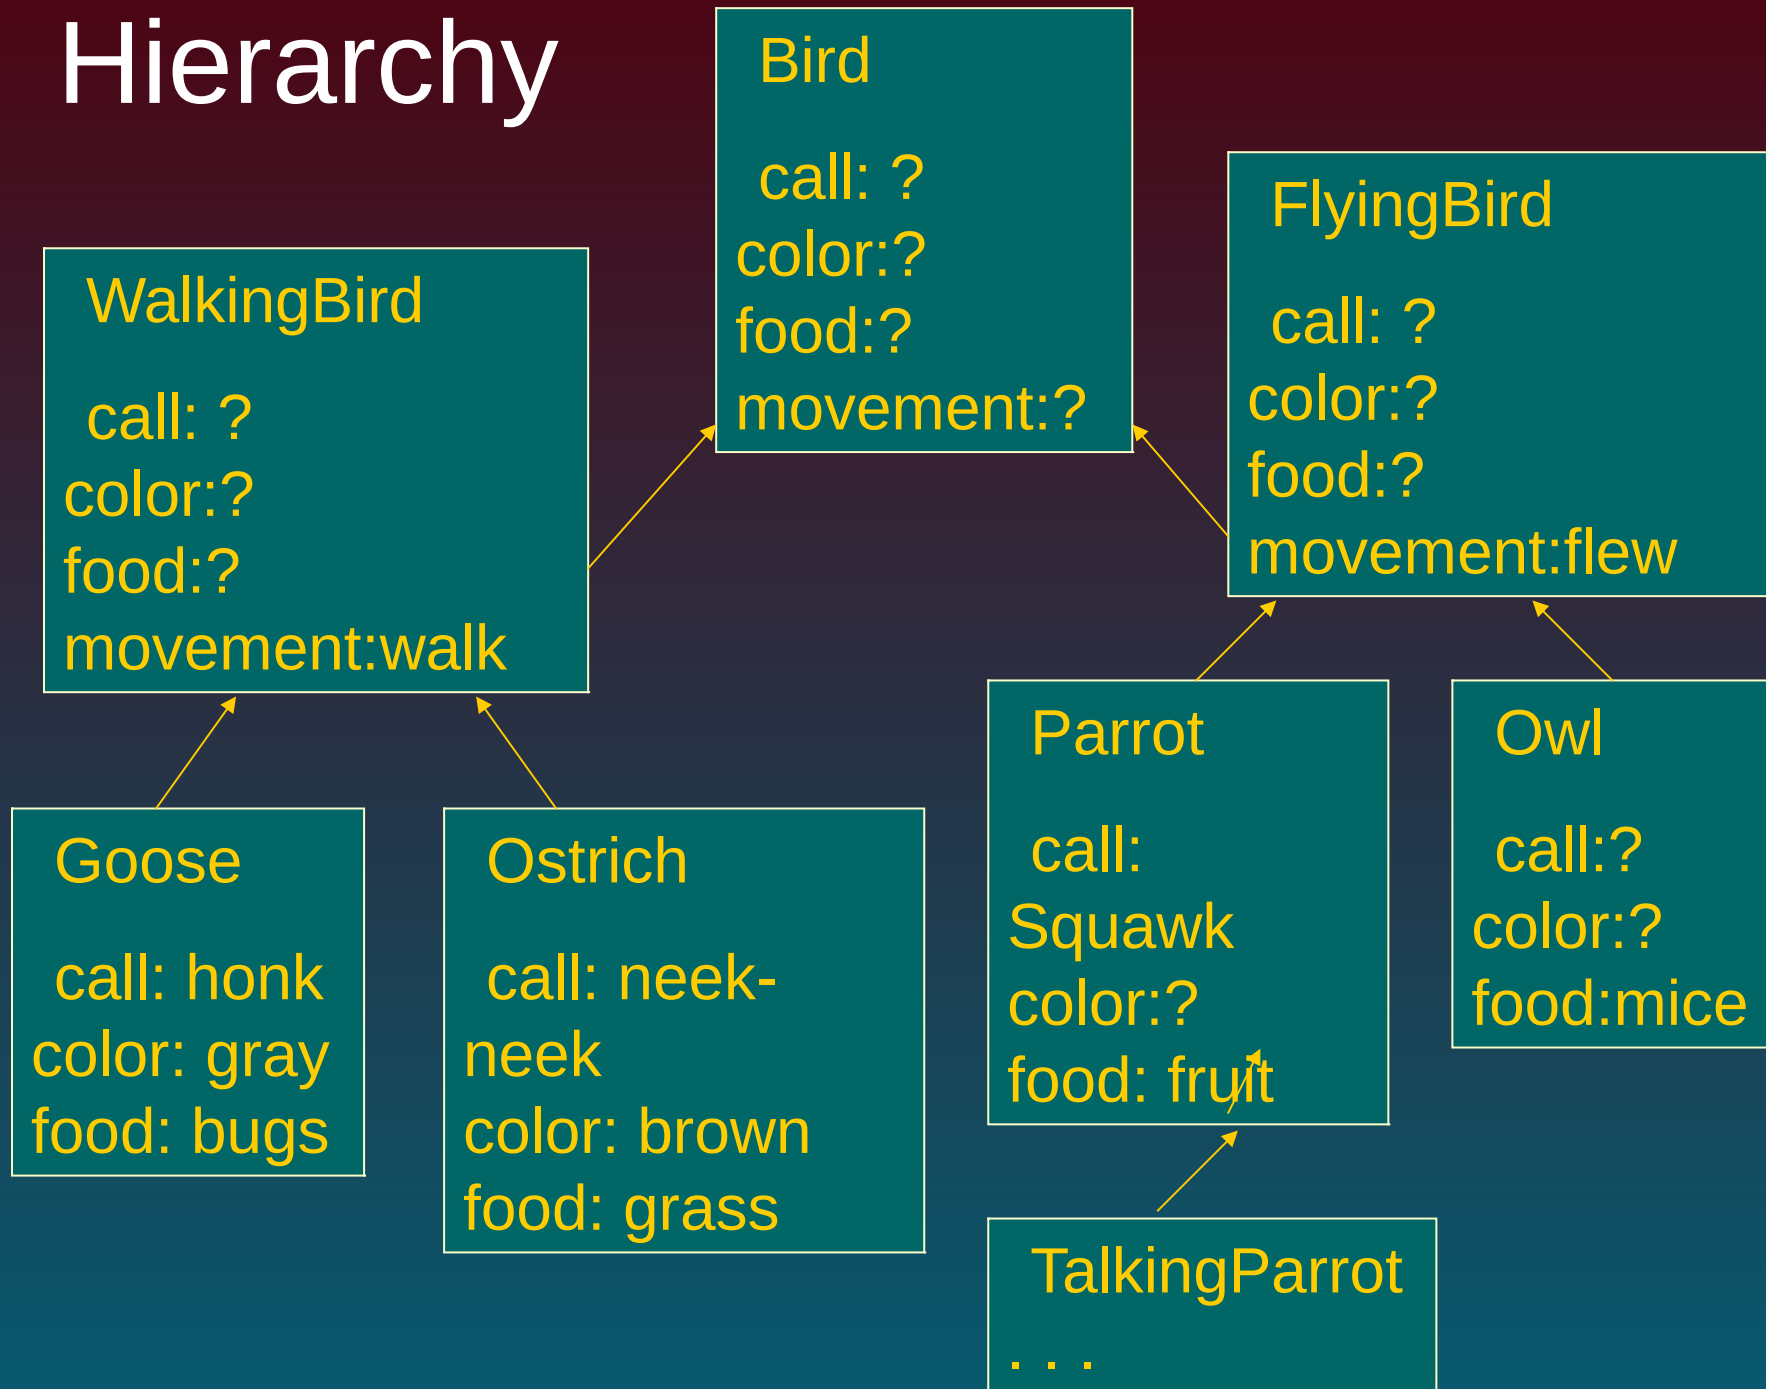 Hierarchy
Bird
call: ?
color:?
food:?
movement:?
FlyingBird
call: ?
color:?
food:?
movement:flew
WalkingBird
call: ?
color:?
food:?
movement:walk
Goose
call: honk
color: gray
food: bugs
Ostrich
call: neek-
neek
color: brown
food: grass
Parrot
call:
Squawk
color:?
food: fruit
Owl
call:?
color:?
food:mice
TalkingParrot
. . .